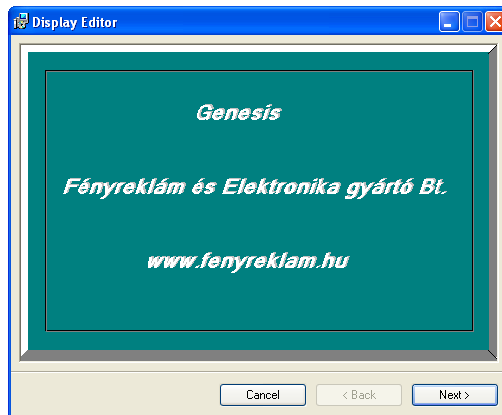 Display Editor
Genesis
Fényreklám és Elektronika gyártó Bt.
www.fenyreklam.hu
Cancel
< Back
Next >